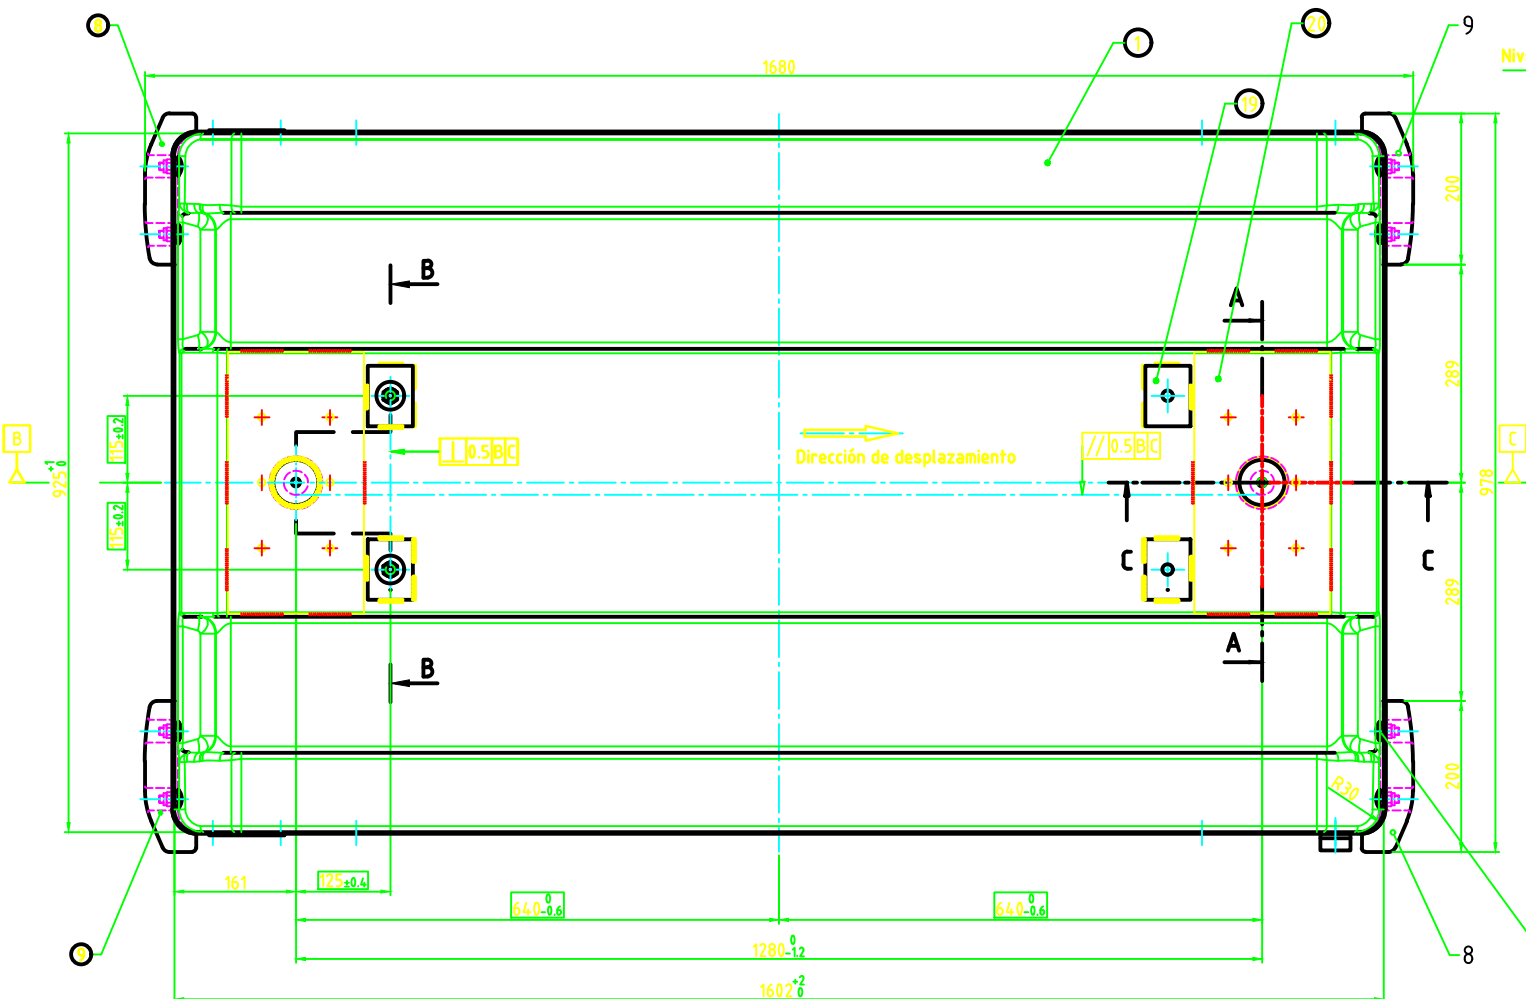 8
1
20
9
Niv
1680
19
200
B
A
289
115±0.2
B
⊥ 0.5 B C
Dirección de desplazamiento
// 0.5 B C
C
925 +1 0
978
115±0.2
C
C
289
A
B
200
R30
161
125±0.4
640 0 -0.6
640 0 -0.6
1280 0 -1.2
9
8
1602 +2 0